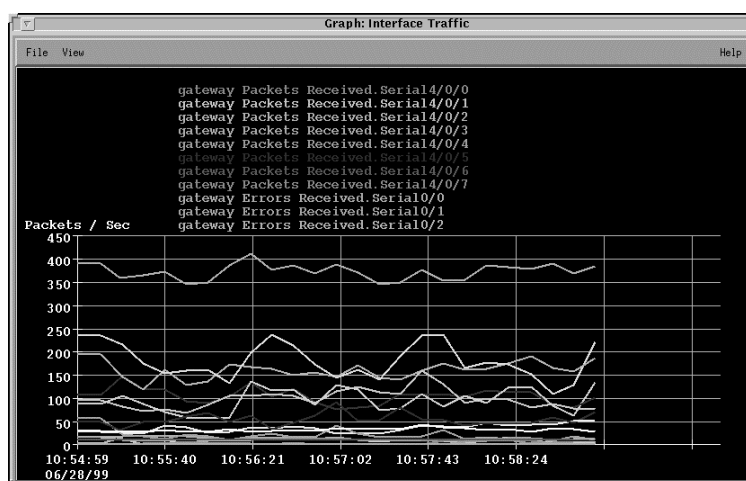 Graph: Interface Traffic
File View Help
gateway Packets Received.Serial4/0/0
gateway Packets Received.Serial4/0/1
gateway Packets Received.Serial4/0/2
gateway Packets Received.Serial4/0/3
gateway Packets Received.Serial4/0/4
gateway Packets Received.Serial4/0/5
gateway Packets Received.Serial4/0/6
gateway Packets Received.Serial4/0/7
gateway Errors Received.Serial0/0
gateway Errors Received.Serial0/1
gateway Errors Received.Serial0/2
Packets / Sec
450
400
350
300
250
200
150
100
50
0
10:54:59 10:55:40 10:56:21 10:57:02 10:57:43 10:58:24
06/28/99